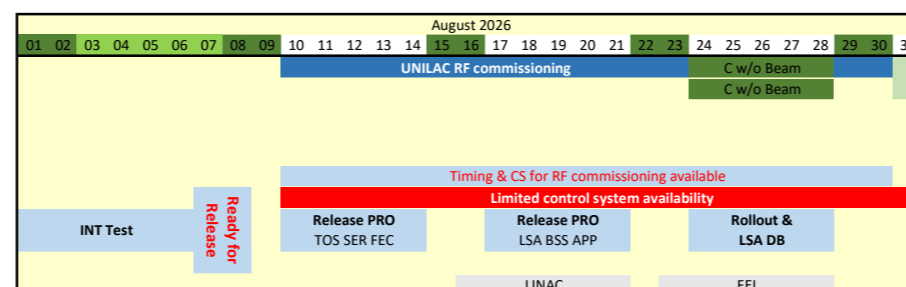 August 2026
01 02 03 04 05 06 07 08 09 10 11 12 13 14 15 16 17 18 19 20 21 22 23 24 25 26 27 28 29 30
UNILAC RF commissioning C w/o Beam
C w/o Beam
Timing & CS for RF commissioning available
Limited control system availability
INT Test
Ready for
Release
Release PRO
TOS SER FEC
Release PRO
LSA BSS APP
Rollout &
LSA DB